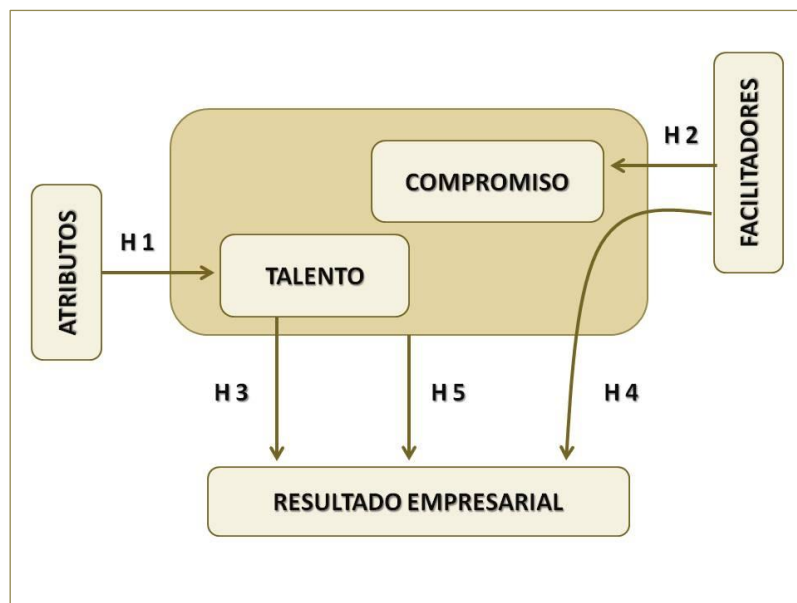 FACILITADORES
H 2
COMPROMISO
ATRIBUTOS
H 1
TALENTO
H 3
H 5
H 4
RESULTADO EMPRESARIAL